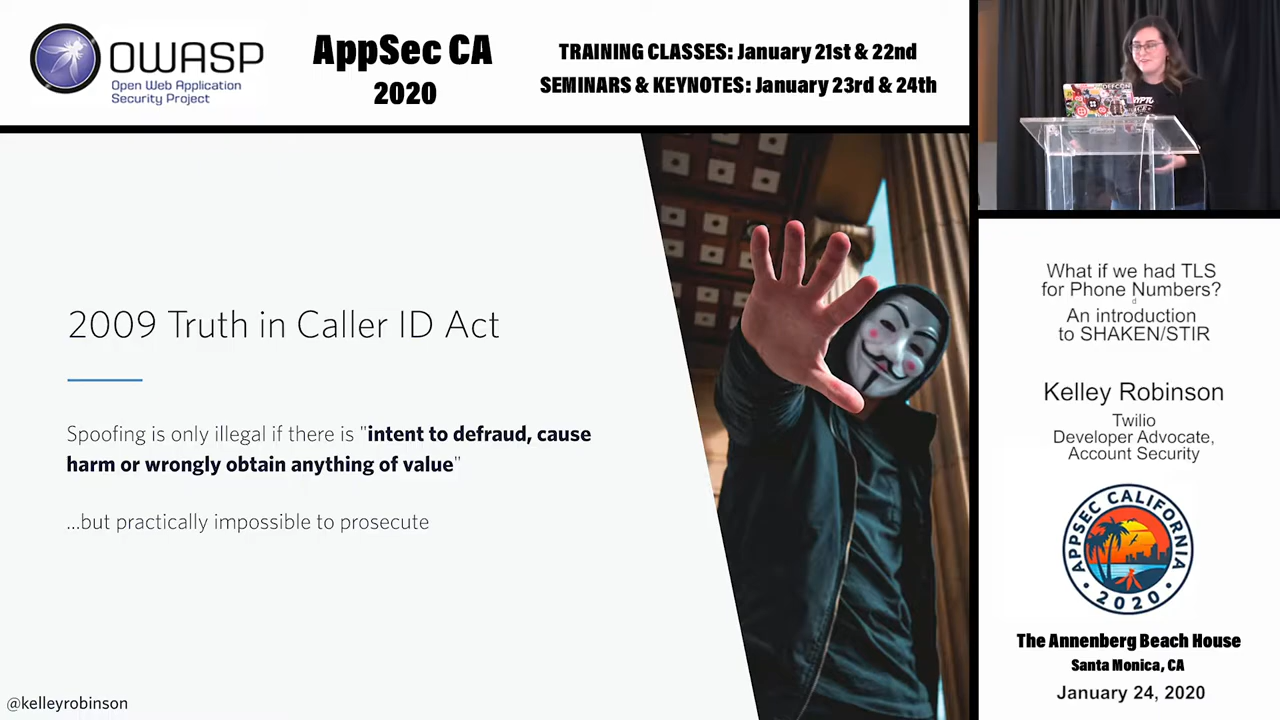 OWASP
Open Web Application
Security Project
AppSec CA
2020
TRAINING CLASSES: January 21st & 22nd
SEMINARS & KEYNOTES: January 23rd & 24th
2009 Truth in Caller ID Act
Spoofing is only illegal if there is "intent to defraud, cause
harm or wrongly obtain anything of value"
...but practically impossible to prosecute
@kelleyrobinson
What if we had TLS
for Phone Numbers?
d
An introduction
to SHAKEN/STIR
Kelley Robinson
Twilio
Developer Advocate,
Account Security
APPSEC CALIFORNIA
• 2020 •
The Annenberg Beach House
Santa Monica, CA
January 24, 2020